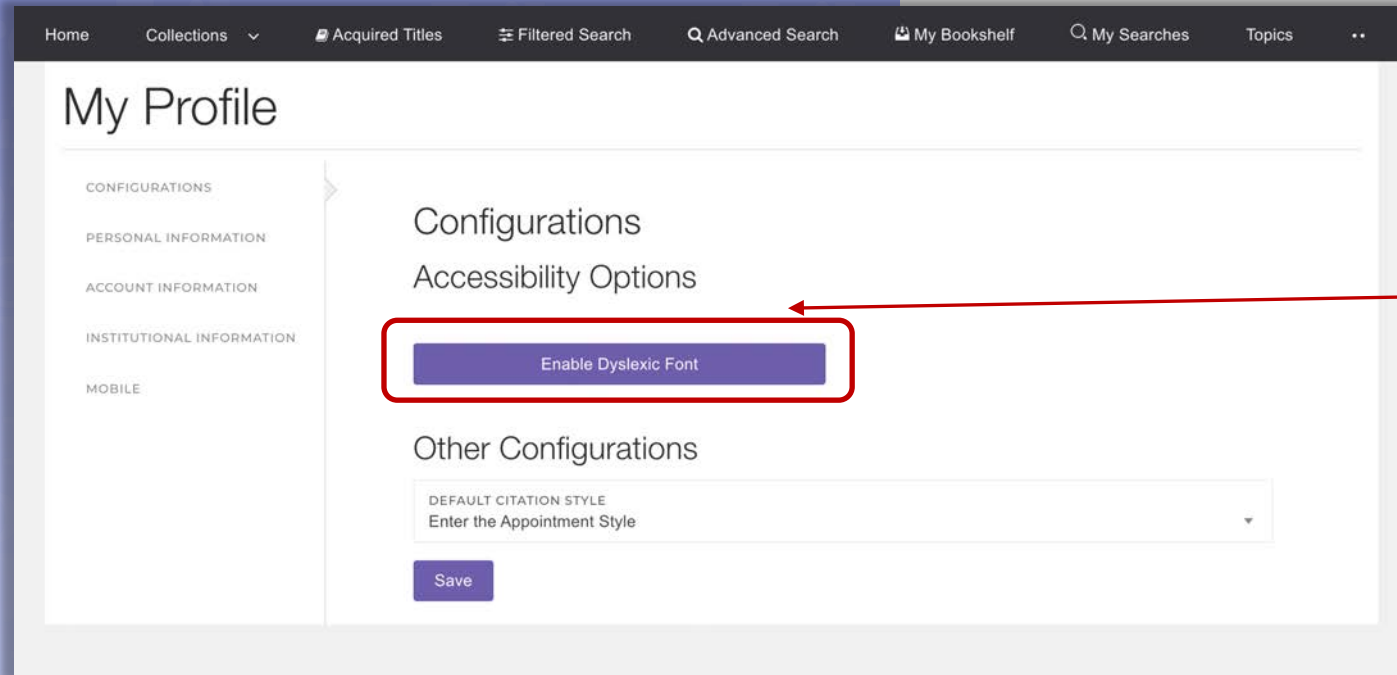 Home Collections Acquired Titles Filtered Search Advanced Search My Bookshelf My Searches Topics ••
My Profile
CONFIGURATIONS
PERSONAL INFORMATION
ACCOUNT INFORMATION
INSTITUTIONAL INFORMATION
MOBILE
Configurations
Accessibility Options
Enable Dyslexic Font
Other Configurations
DEFAULT CITATION STYLE
Enter the Appointment Style
Save